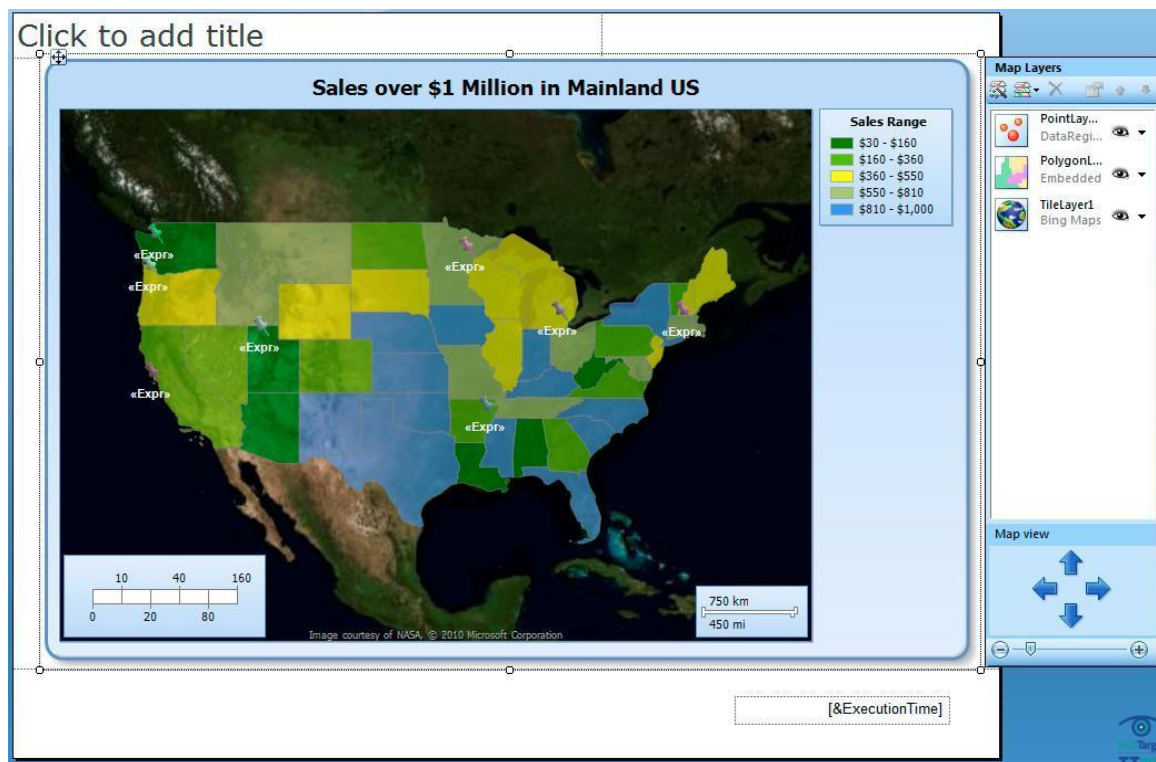 Click to add title
Sales over $1 Million in Mainland US
Sales Range
$30 - $160
$160 - $360
$360 - $550
$550 - $810
$810 - $1,000
«Expr»
«Expr»
«Expr»
«Expr»
«Expr»
«Expr»
«Expr»
«Expr»
10 40 160
0 20 80
750 km
450 mi
Image courtesy of NASA, © 2010 Microsoft Corporation
[&ExecutionTime]
Map Layers
PointLay...
DataRegi...
PolygonL...
Embedded
TileLayer1
Bing Maps
Map view